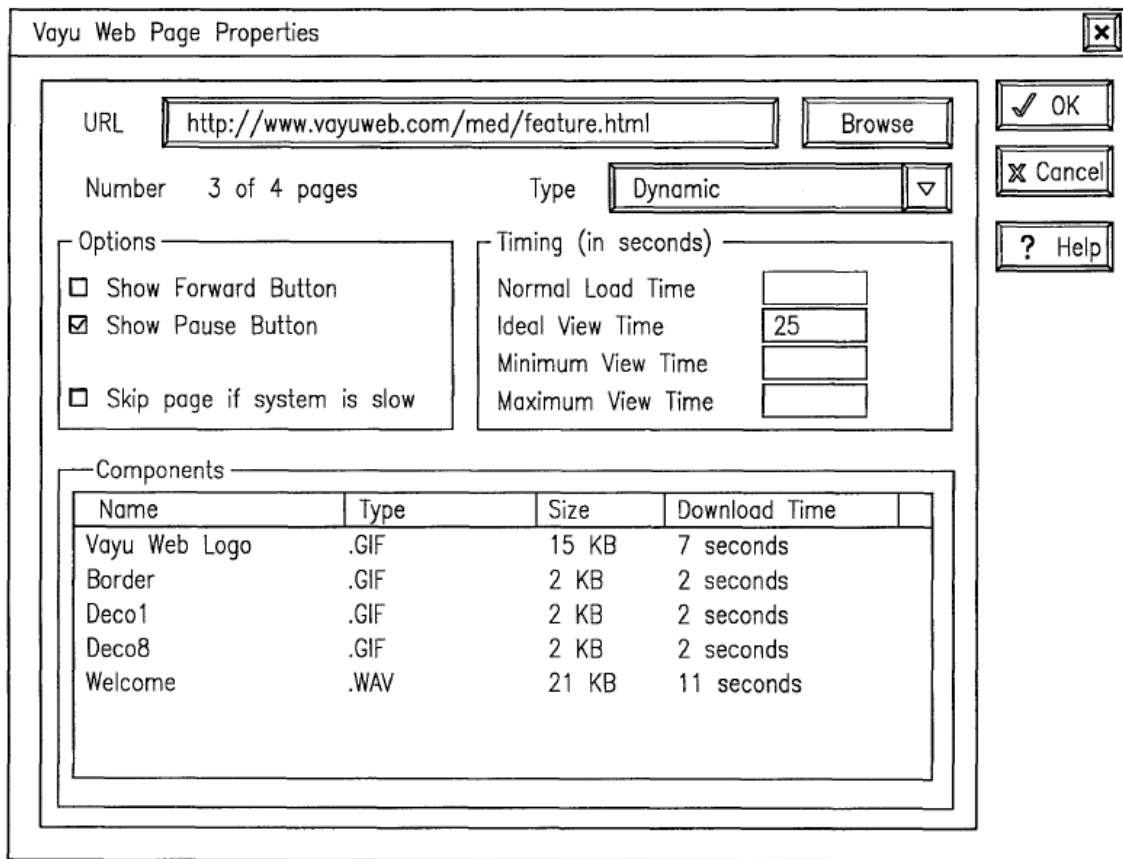 Vayu Web Page Properties
URL http://www.vayuweb.com/med/feature.html Browse
OK
Number 3 of 4 pages Type Dynamic
Cancel
Help
Options
Show Forward Button
Show Pause Button
Skip page if system is slow
Timing (in seconds)
Normal Load Time
Ideal View Time 25
Minimum View Time
Maximum View Time
Components
Name Type Size Download Time
Vayu Web Logo .GIF 15 KB 7 seconds
Border .GIF 2 KB 2 seconds
Deco1 .GIF 2 KB 2 seconds
Deco8 .GIF 2 KB 2 seconds
Welcome .WAV 21 KB 11 seconds